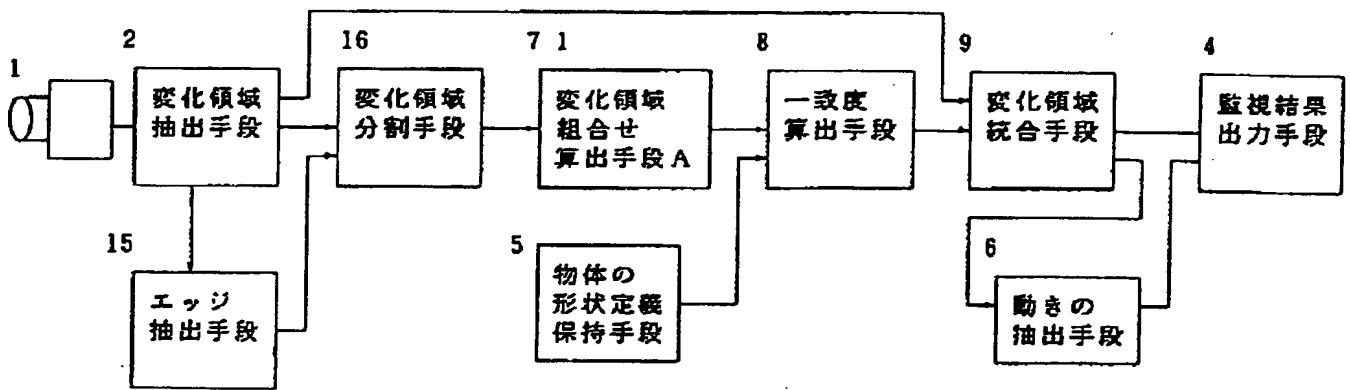 1
2
変化領域
抽出手段
16
変化領域
分割手段
7 1
変化領域
組合せ
算出手段A
8
一致度
算出手段
9
変化領域
統合手段
4
監視結果
出力手段
15
エッジ
抽出手段
5
物体の
形状定義
保持手段
6
動きの
抽出手段